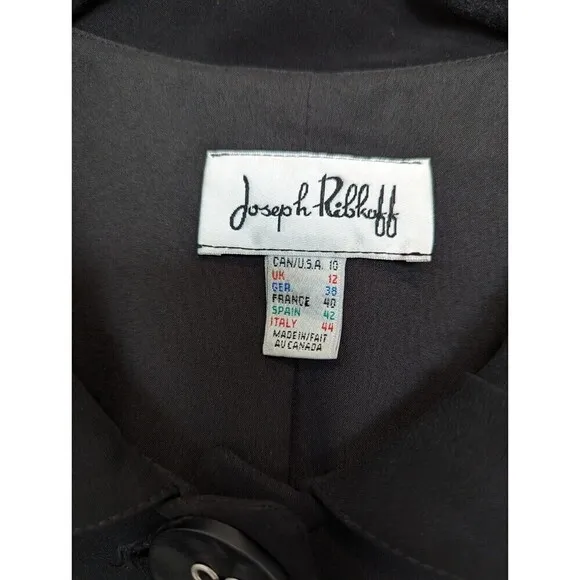 Joseph Ribkoff
CAN/U.S.A. 10
UK 12
GER. 38
FRANCE 40
SPAIN 42
ITALY 44
MADE IN/FAIT
AU CANADA